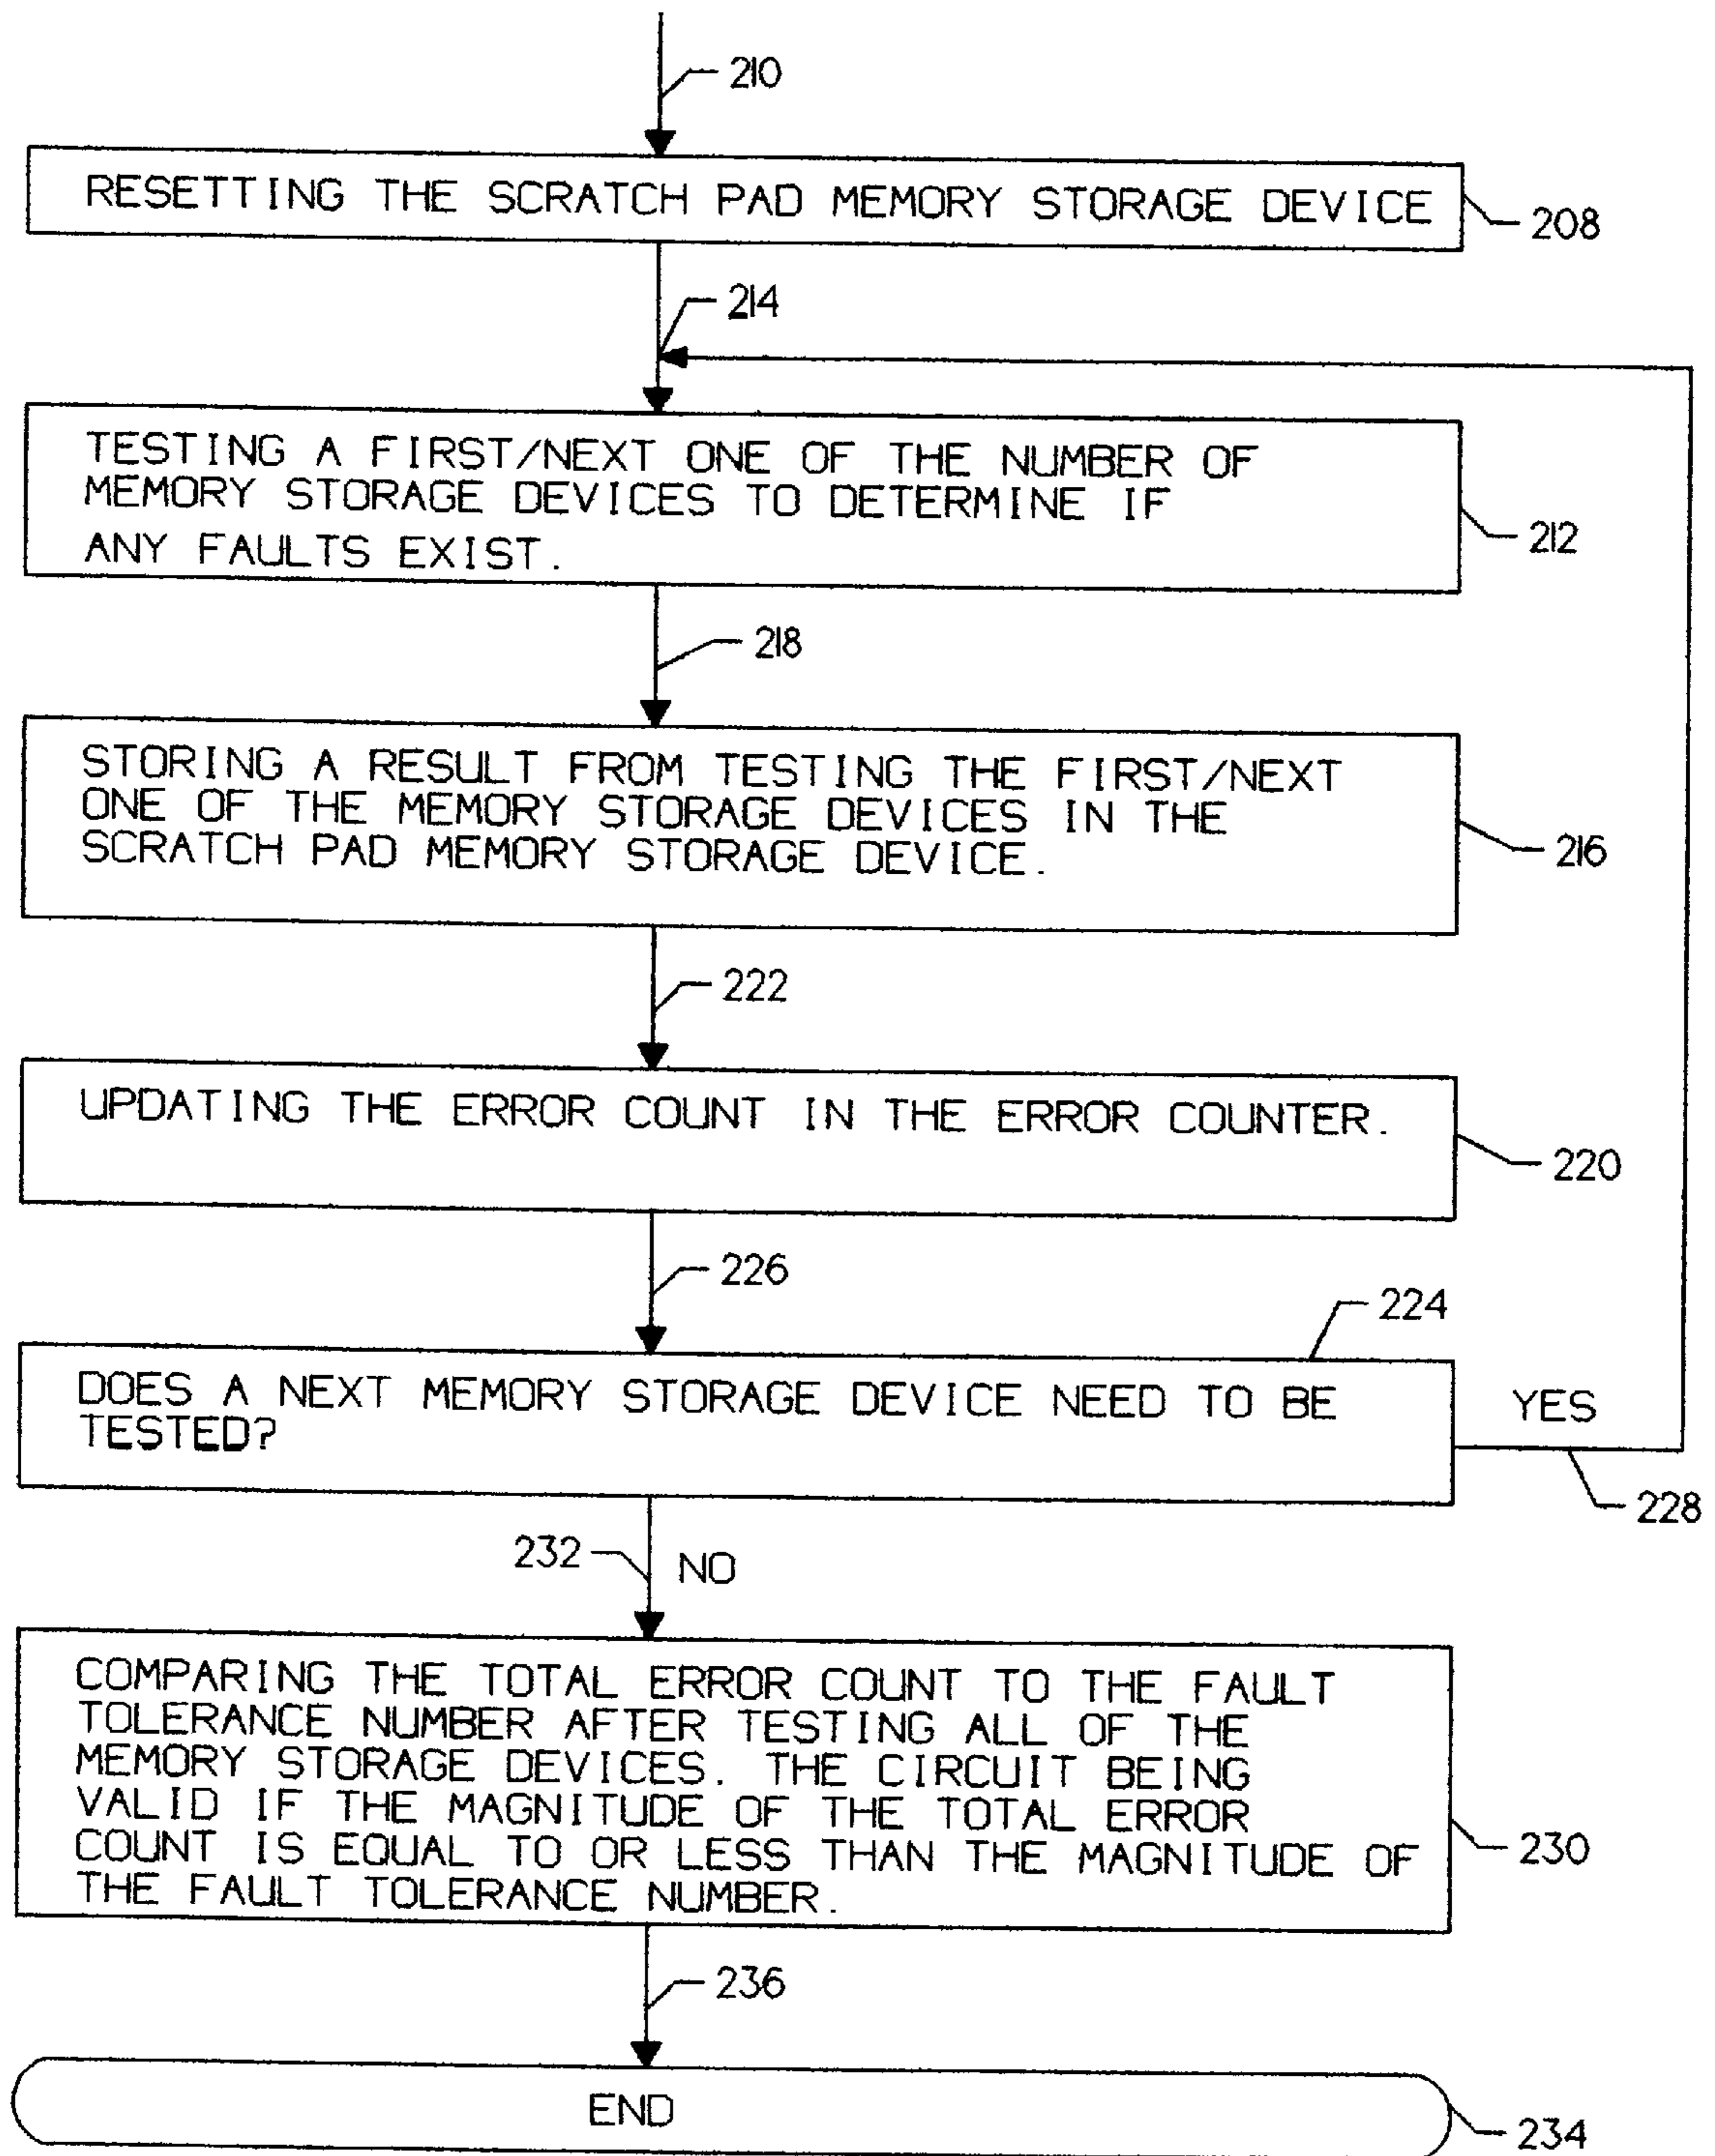 210
RESETTING THE SCRATCH PAD MEMORY STORAGE DEVICE
208
214
TESTING A FIRST/NEXT ONE OF THE NUMBER OF
MEMORY STORAGE DEVICES TO DETERMINE IF
ANY FAULTS EXIST.
212
218
STORING A RESULT FROM TESTING THE FIRST/NEXT
ONE OF THE MEMORY STORAGE DEVICES IN THE
SCRATCH PAD MEMORY STORAGE DEVICE.
216
222
UPDATING THE ERROR COUNT IN THE ERROR COUNTER.
220
226
224
DOES A NEXT MEMORY STORAGE DEVICE NEED TO BE
TESTED?
YES
228
232
NO
COMPARING THE TOTAL ERROR COUNT TO THE FAULT
TOLERANCE NUMBER AFTER TESTING ALL OF THE
MEMORY STORAGE DEVICES. THE CIRCUIT BEING
VALID IF THE MAGNITUDE OF THE TOTAL ERROR
COUNT IS EQUAL TO OR LESS THAN THE MAGNITUDE OF
THE FAULT TOLERANCE NUMBER.
230
236
END
234